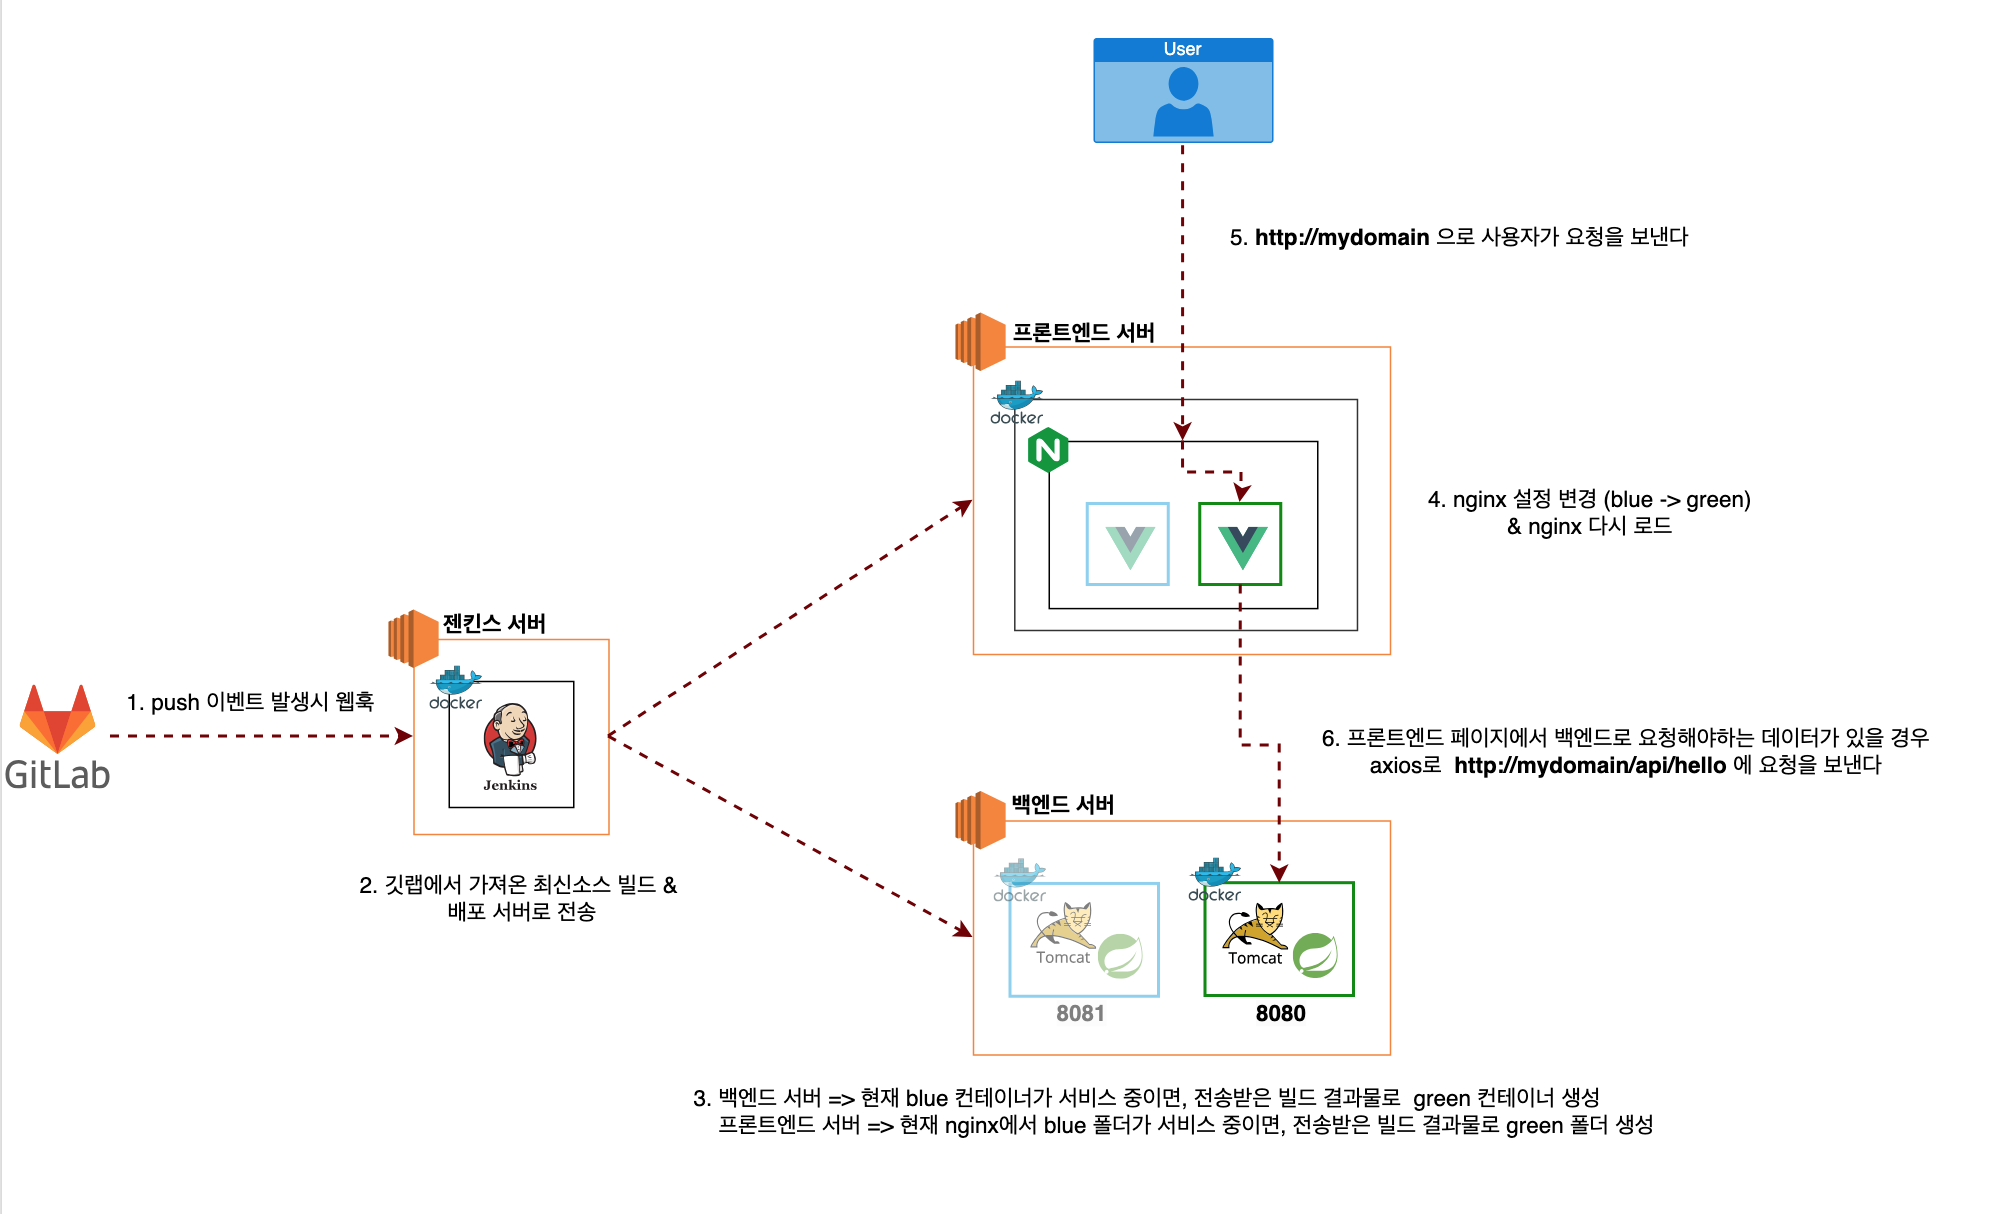 User
5. http://mydomain 으로 사용자가 요청을 보낸다
프론트엔드 서버
docker
N
4. nginx 설정 변경 (blue -> green)
& nginx 다시 로드
젠킨스 서버
docker
Jenkins
1. push 이벤트 발생시 웹훅
GitLab
2. 깃랩에서 가져온 최신소스 빌드 &
배포 서버로 전송
6. 프론트엔드 페이지에서 백엔드로 요청해야하는 데이터가 있을 경우
axios로 http://mydomain/api/hello 에 요청을 보낸다
백엔드 서버
docker
Tomcat
8081
docker
Tomcat
8080
3. 백엔드 서버 => 현재 blue 컨테이너가 서비스 중이면, 전송받은 빌드 결과물로 green 컨테이너 생성
프론트엔드 서버 => 현재 nginx에서 blue 폴더가 서비스 중이면, 전송받은 빌드 결과물로 green 폴더 생성